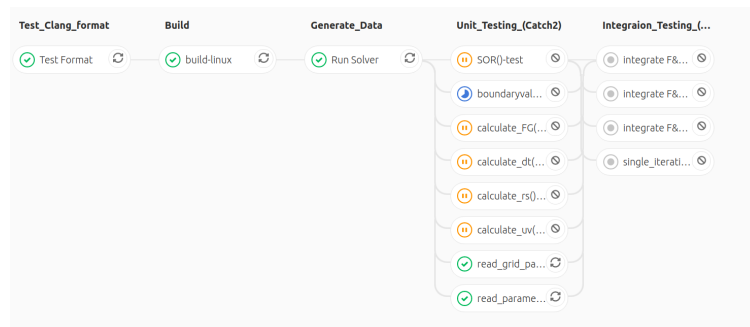 Test_Clang_format
Build
Generate_Data
Unit_Testing_(Catch2)
Integraion_Testing_(...
Test Format
build-linux
Run Solver
SOR()-test
boundaryval...
calculate_FG(...
calculate_dt(...
calculate_rs()...
calculate_uv(...
read_grid_pa...
read_parame...
integrate F&...
integrate F&...
integrate F&...
single_iterati...